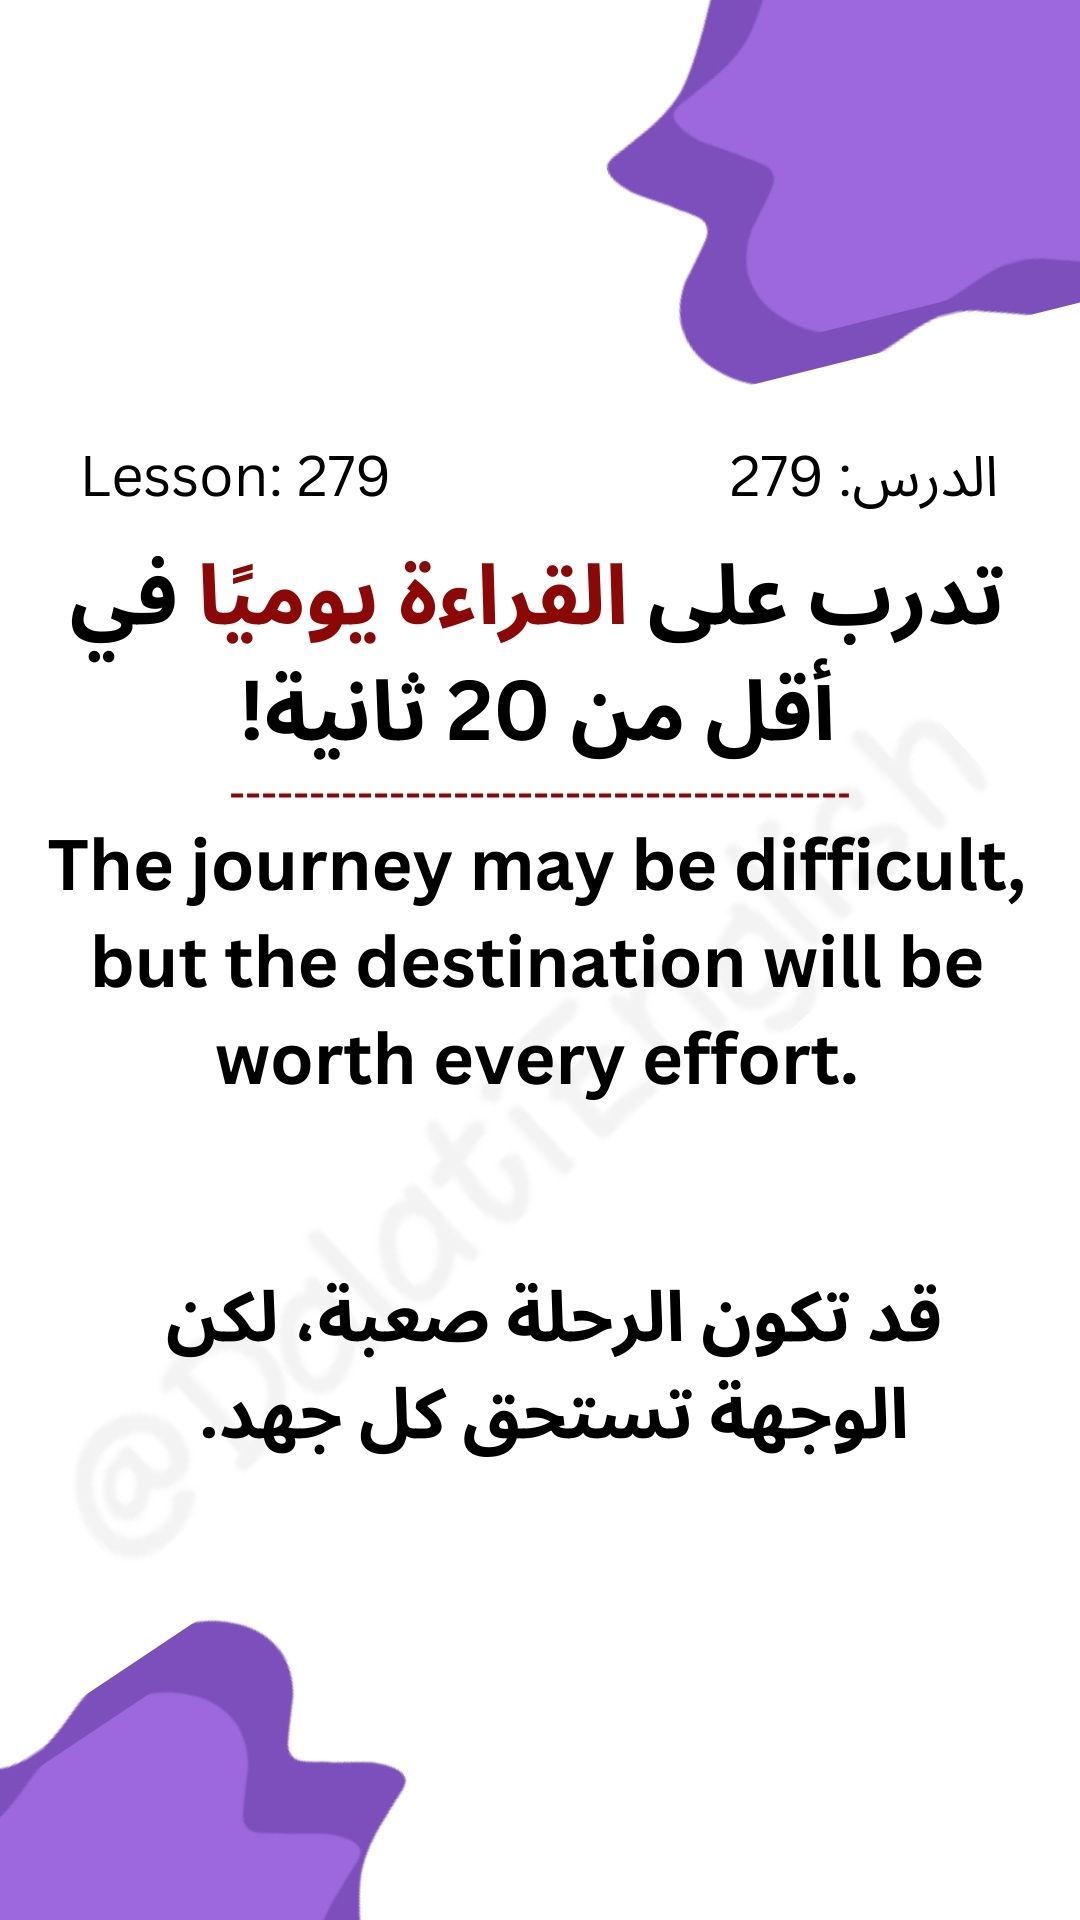 Lesson: 279
الدرس: 279
تدرب على القراءة يوميًا في
أقل من 20 ثانية!
The journey may be difficult,
but the destination will be
worth every effort.
قد تكون الرحلة صعبة، لكن
الوجهة تستحق كل جهد.
@DalatiEnglish